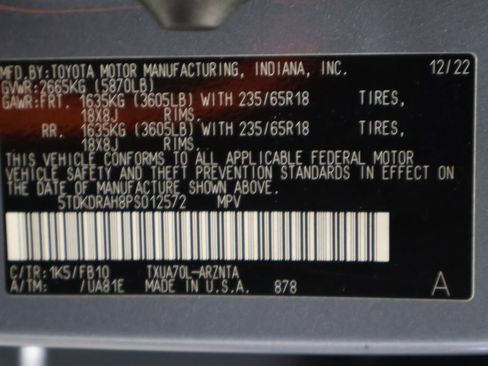 MFD.BY:TOYOTA MOTOR MANUFACTURING, INDIANA, INC. 12/22
GVWR:2665KG (5870LB)
GAWR:FRT. 1635KG (3605LB) WITH 235/65R18 TIRES,
18X8J RIMS.
RR. 1635KG (3605LB) WITH 235/65R18 TIRES,
18X8J RIMS.
THIS VEHICLE CONFORMS TO ALL APPLICABLE FEDERAL MOTOR
VEHICLE SAFETY AND THEFT PREVENTION STANDARDS IN EFFECT ON
THE DATE OF MANUFACTURE SHOWN ABOVE.
5TDKDRAH8PS012572 MPV
C/TR:1K5/FB10 TXUA70L-ARZNTA
A/TM: /UA81E MADE IN U.S.A. 878 A